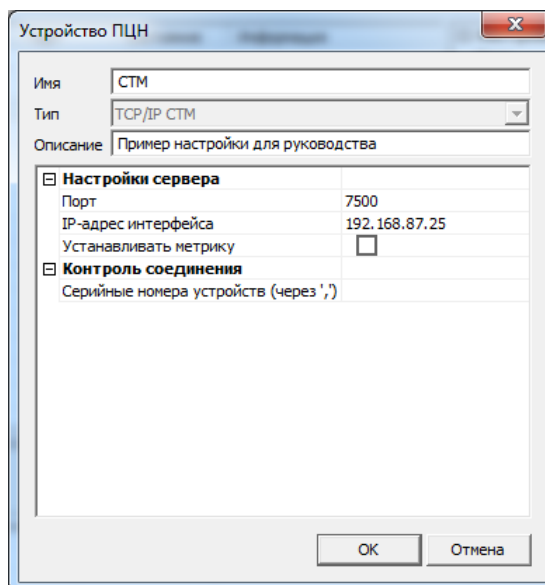 Устройство ПЦН
Имя СТМ
Тип TCP/IP СТМ
Описание Пример настройки для руководства
Настройки сервера
Порт 7500
IP-адрес интерфейса 192.168.87.25
Устанавливать метрику
Контроль соединения
Серийные номера устройств (через ',')
OK Отмена